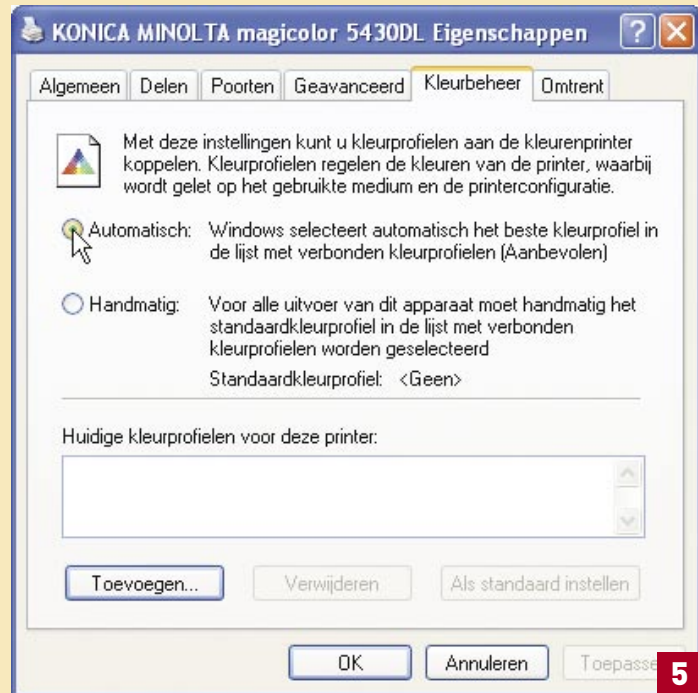 KONICA MINOLTA magicolor 5430DL Eigenschappen
Algemeen Delen Poorten Geavanceerd Kleurbeheer Omtrent
Met deze instellingen kunt u kleurprofielen aan de kleurenprinter
koppelen. Kleurprofielen regelen de kleuren van de printer, waarbij
wordt gelet op het gebruikte medium en de printerconfiguratie.
Automatisch: Windows selecteert automatisch het beste kleurprofiel in
de lijst met verbonden kleurprofielen (Aanbevolen)
Handmatig: Voor alle uitvoer van dit apparaat moet handmatig het
standaardkleurprofiel in de lijst met verbonden
kleurprofielen worden geselecteerd
Standaardkleurprofiel: <Geen>
Huidige kleurprofielen voor deze printer:
Toevoegen... Verwijderen Als standaard instellen
OK Annuleren Toepasse
5